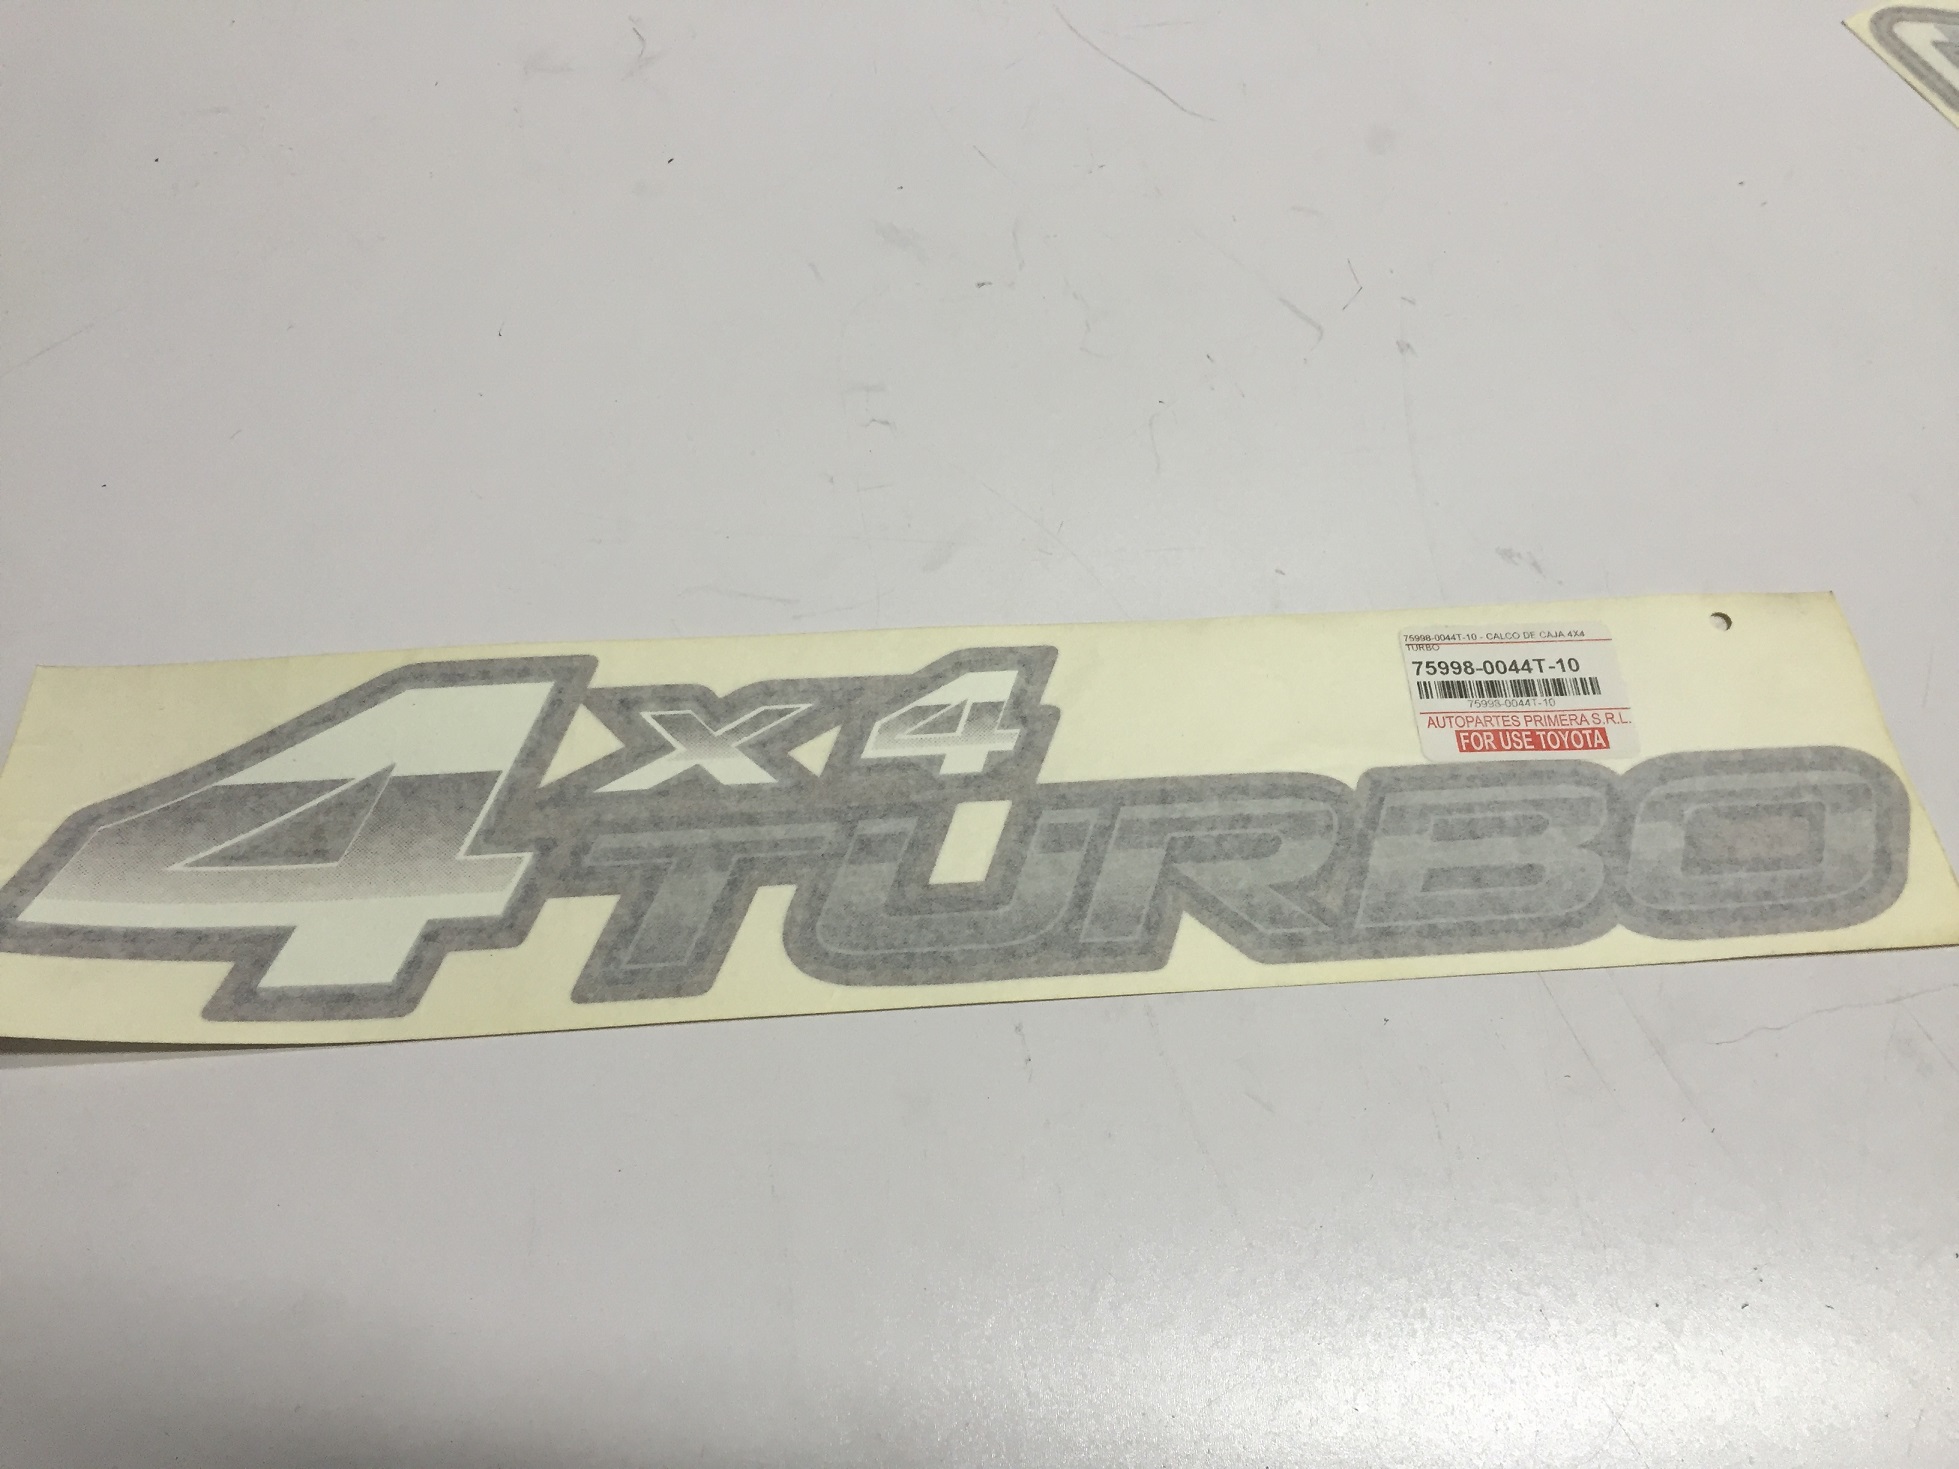 75998-0044T-10 - CALCO DE CAJA 4X4
TURBO
75998-0044T-10
75998-0044T-10
AUTOPARTES PRIMERA S.R.L.
FOR USE TOYOTA
4x4
TURBO